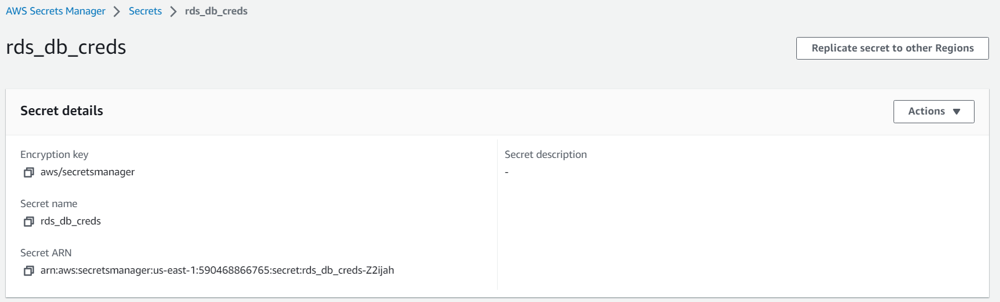 AWS Secrets Manager > Secrets > rds_db_creds
rds_db_creds
Replicate secret to other Regions
Secret details
Actions
Encryption key
aws/secretsmanager
Secret description
-
Secret name
rds_db_creds
Secret ARN
arn:aws:secretsmanager:us-east-1:590468866765:secret:rds_db_creds-Z2ijah